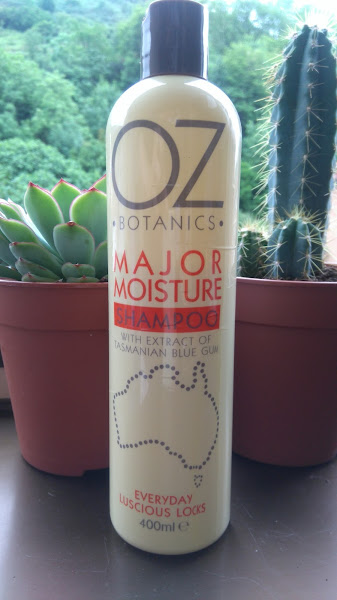 OZ
• BOTANICS •
MAJOR
MOISTURE
SHAMPOO
WITH EXTRACT OF
TASMANIAN BLUE GUM
EVERYDAY
LUSCIOUS LOCKS
400ml ℮